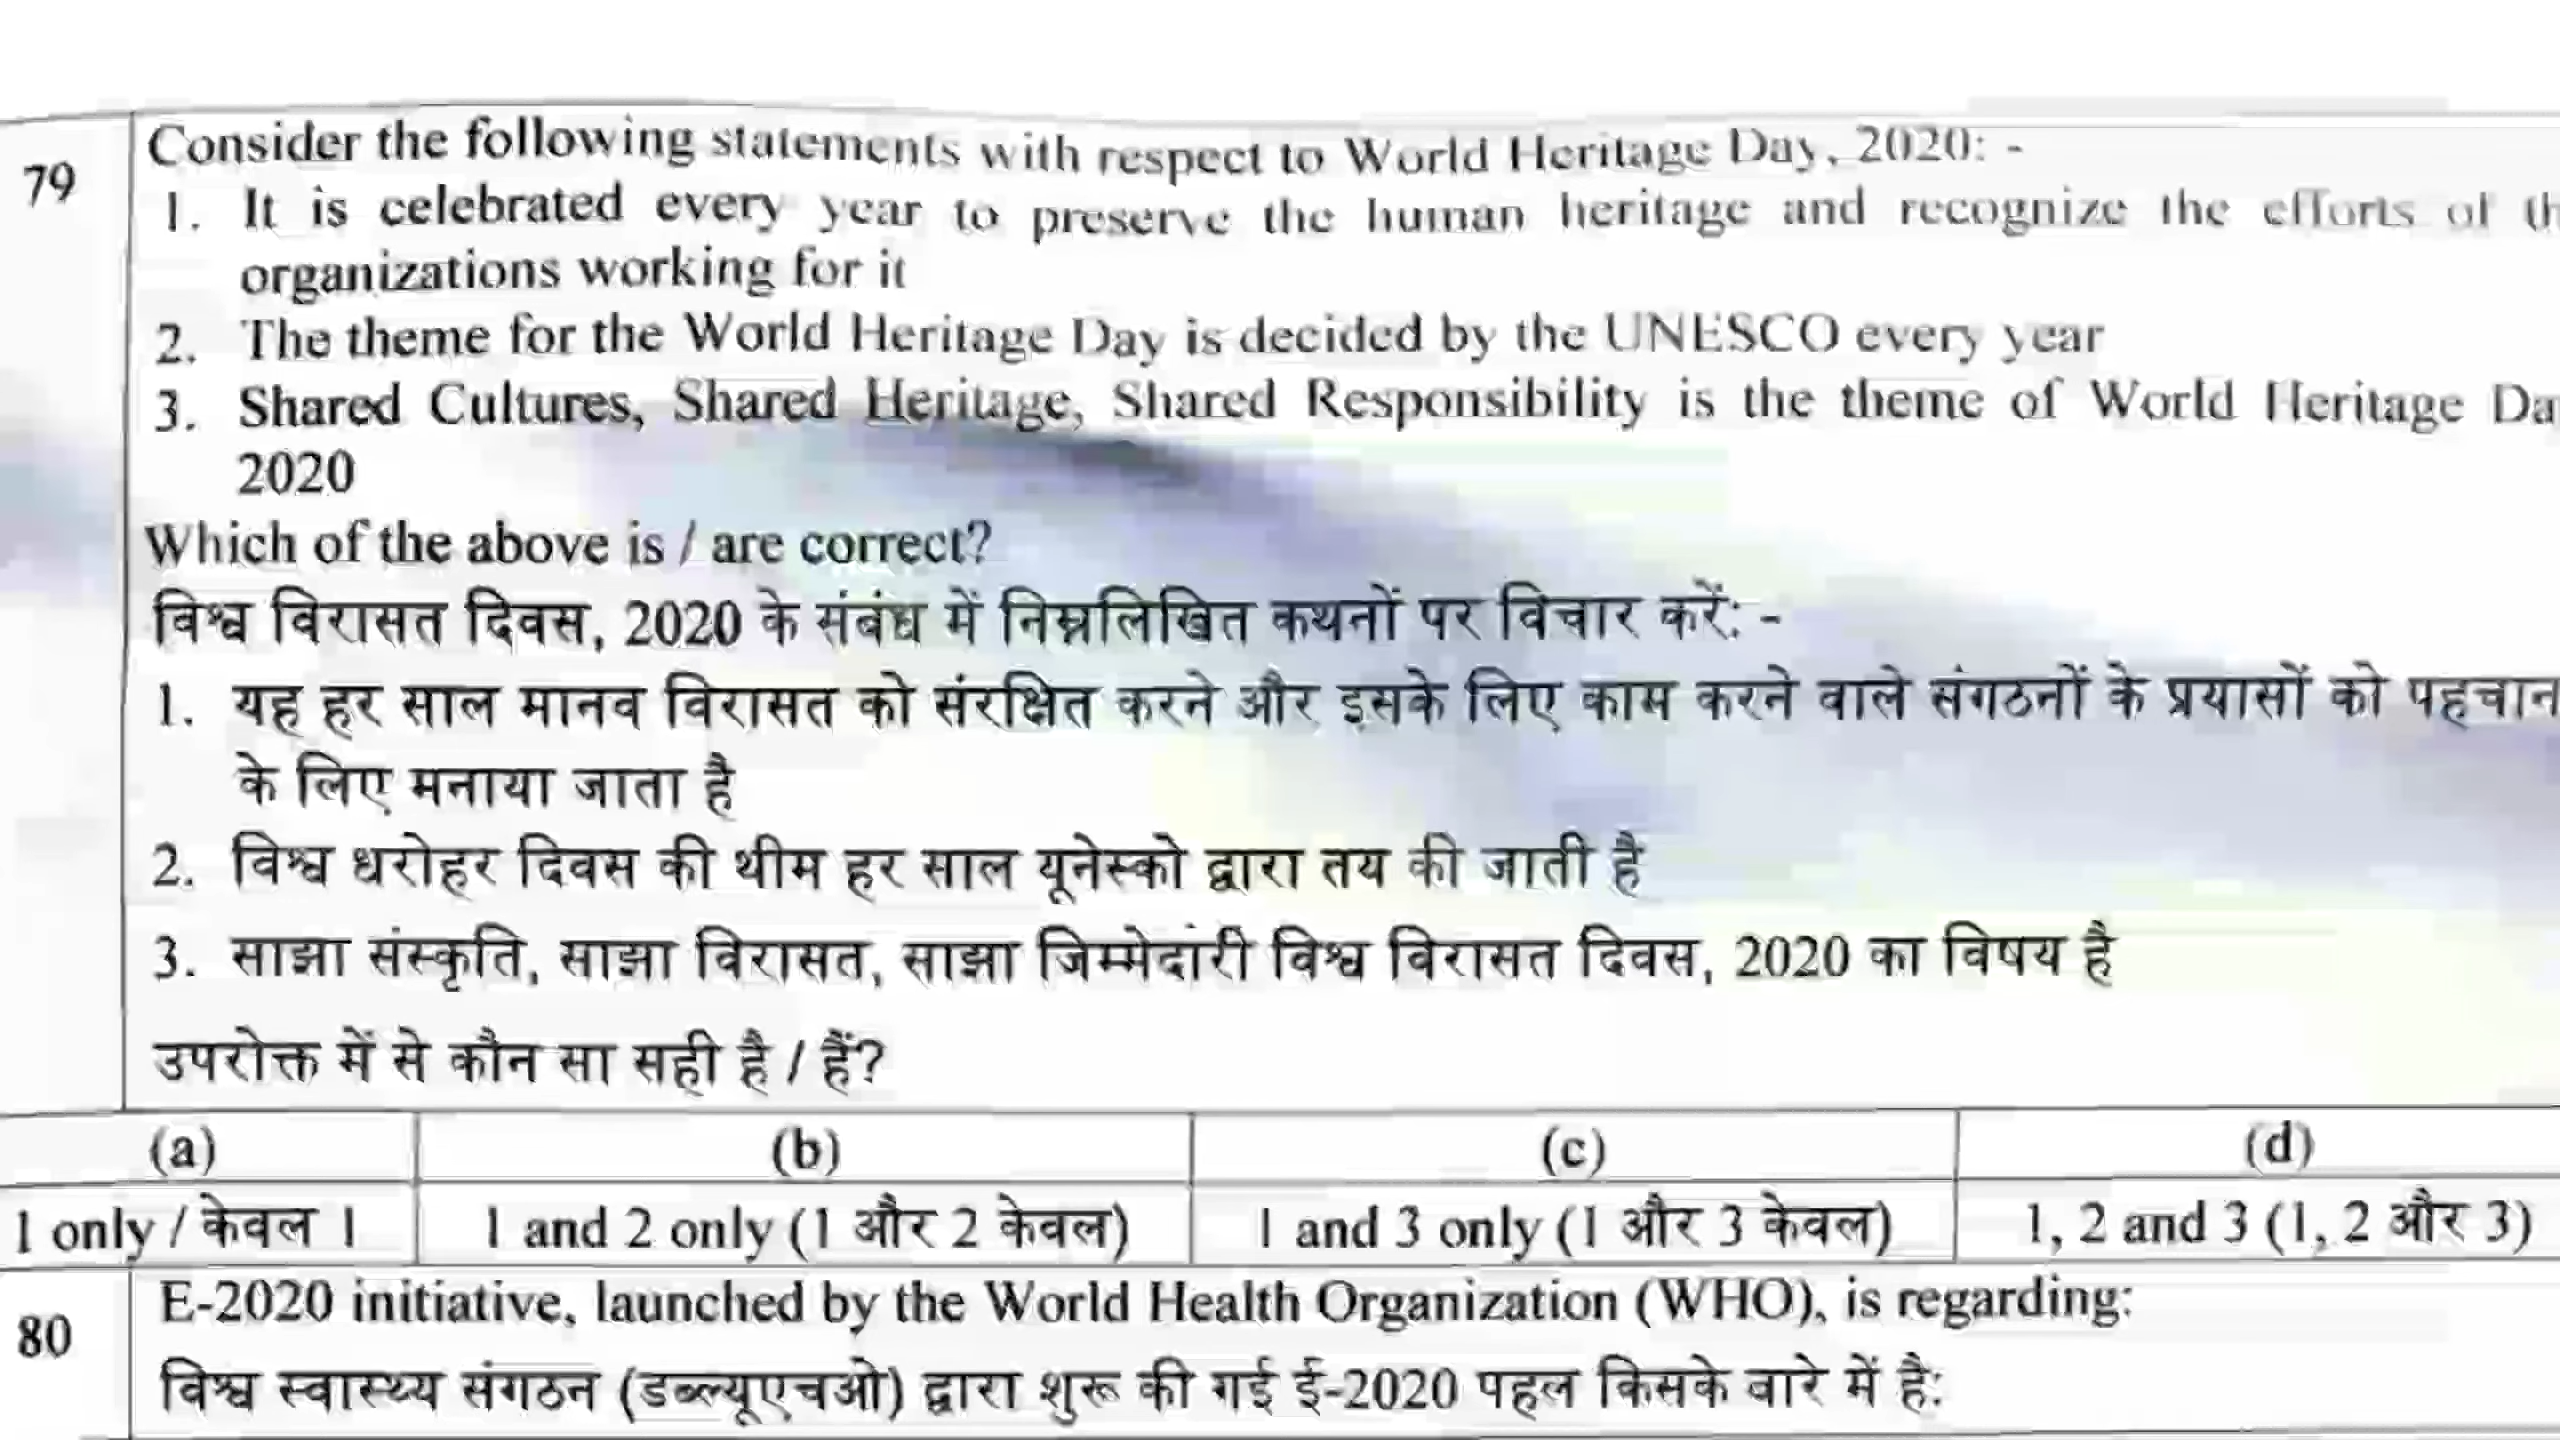 79
Consider the following statements with respect to World Heritage Day, 2020: -
1. It is celebrated every year to preserve the human heritage and recognize the efforts of
organizations working for it
2. The theme for the World Heritage Day is decided by the UNESCO every year
3. Shared Cultures, Shared Heritage, Shared Responsibility is the theme of World Heritage
2020
Which of the above is / are correct?
विश्व विरासत दिवस, 2020 के संबंध में निम्नलिखित कथनों पर विचार करें: -
1. यह हर साल मानव विरासत को संरक्षित करने और इसके लिए काम करने वाले संगठनों के प्रयासों को
के लिए मनाया जाता है
2. विश्व धरोहर दिवस की थीम हर साल यूनेस्को द्वारा तय की जाती है
3. साझा संस्कृति, साझा विरासत, साझा जिम्मेदारी विश्व विरासत दिवस, 2020 का विषय है
उपरोक्त में से कौन सा सही है / हैं?
(a) (b) (c) (d)
1 only / केवल 1 1 and 2 only (1 और 2 केवल) 1 and 3 only (1 और 3 केवल) 1, 2 and 3 (1, 2 और 3)
80
E-2020 initiative, launched by the World Health Organization (WHO), is regarding:
विश्व स्वास्थ्य संगठन (डब्ल्यूएचओ) द्वारा शुरू की गई ई-2020 पहल किसके बारे में है: